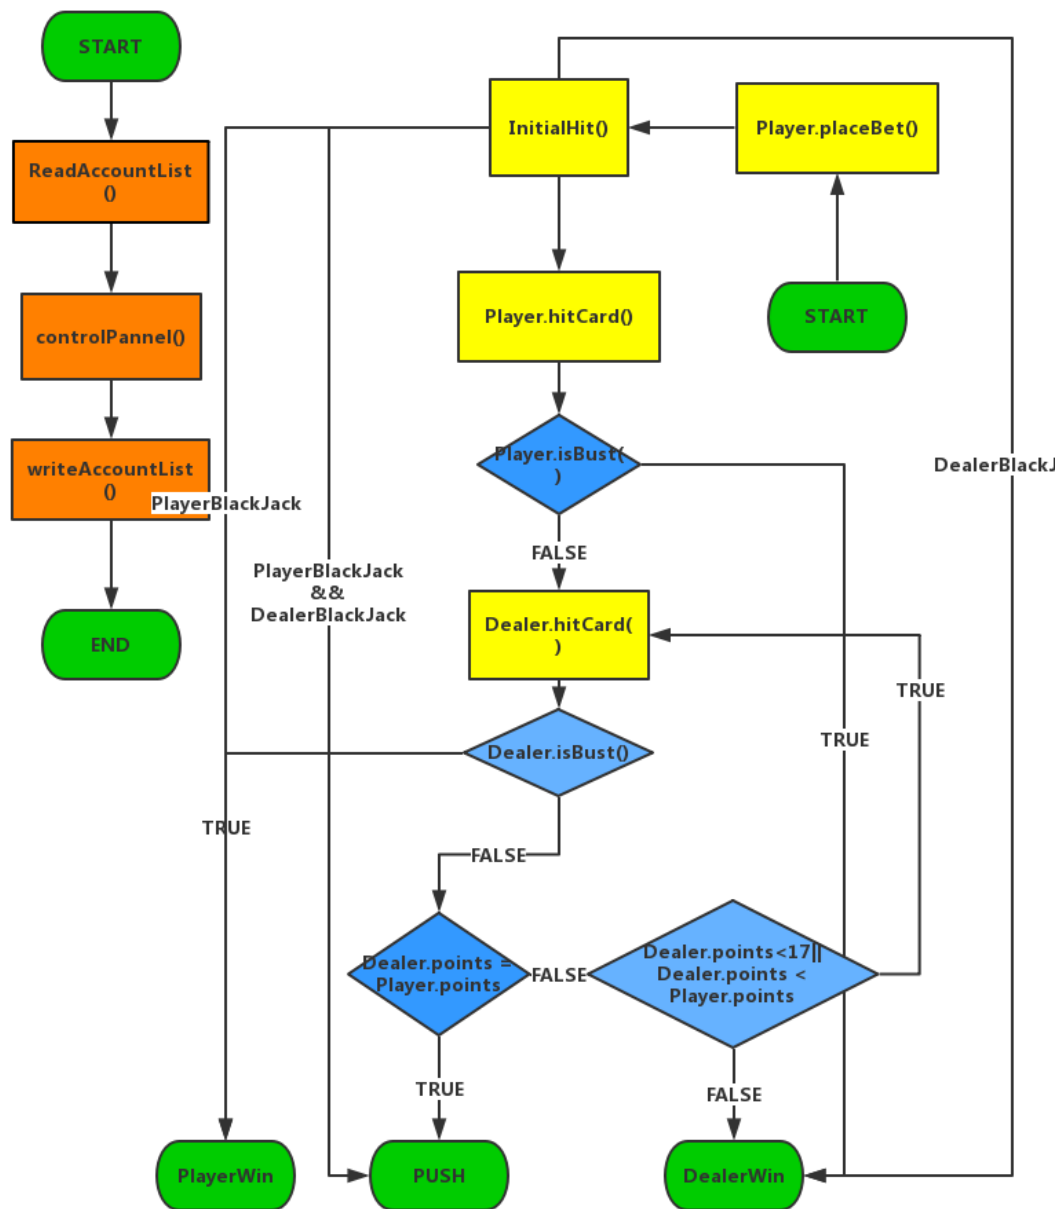 START
ReadAccountList
()
controlPannel()
writeAccountList
()
END
InitialHit()
Player.placeBet()
START
Player.hitCard()
Player.isBust(
)
FALSE
Dealer.hitCard(
)
Dealer.isBust()
PlayerBlackJack
PlayerBlackJack
&&
DealerBlackJack
DealerBlackJ
TRUE
TRUE
TRUE
FALSE
Dealer.points =
Player.points
FALSE
Dealer.points<17||
Dealer.points <
Player.points
TRUE
FALSE
PlayerWin
PUSH
DealerWin